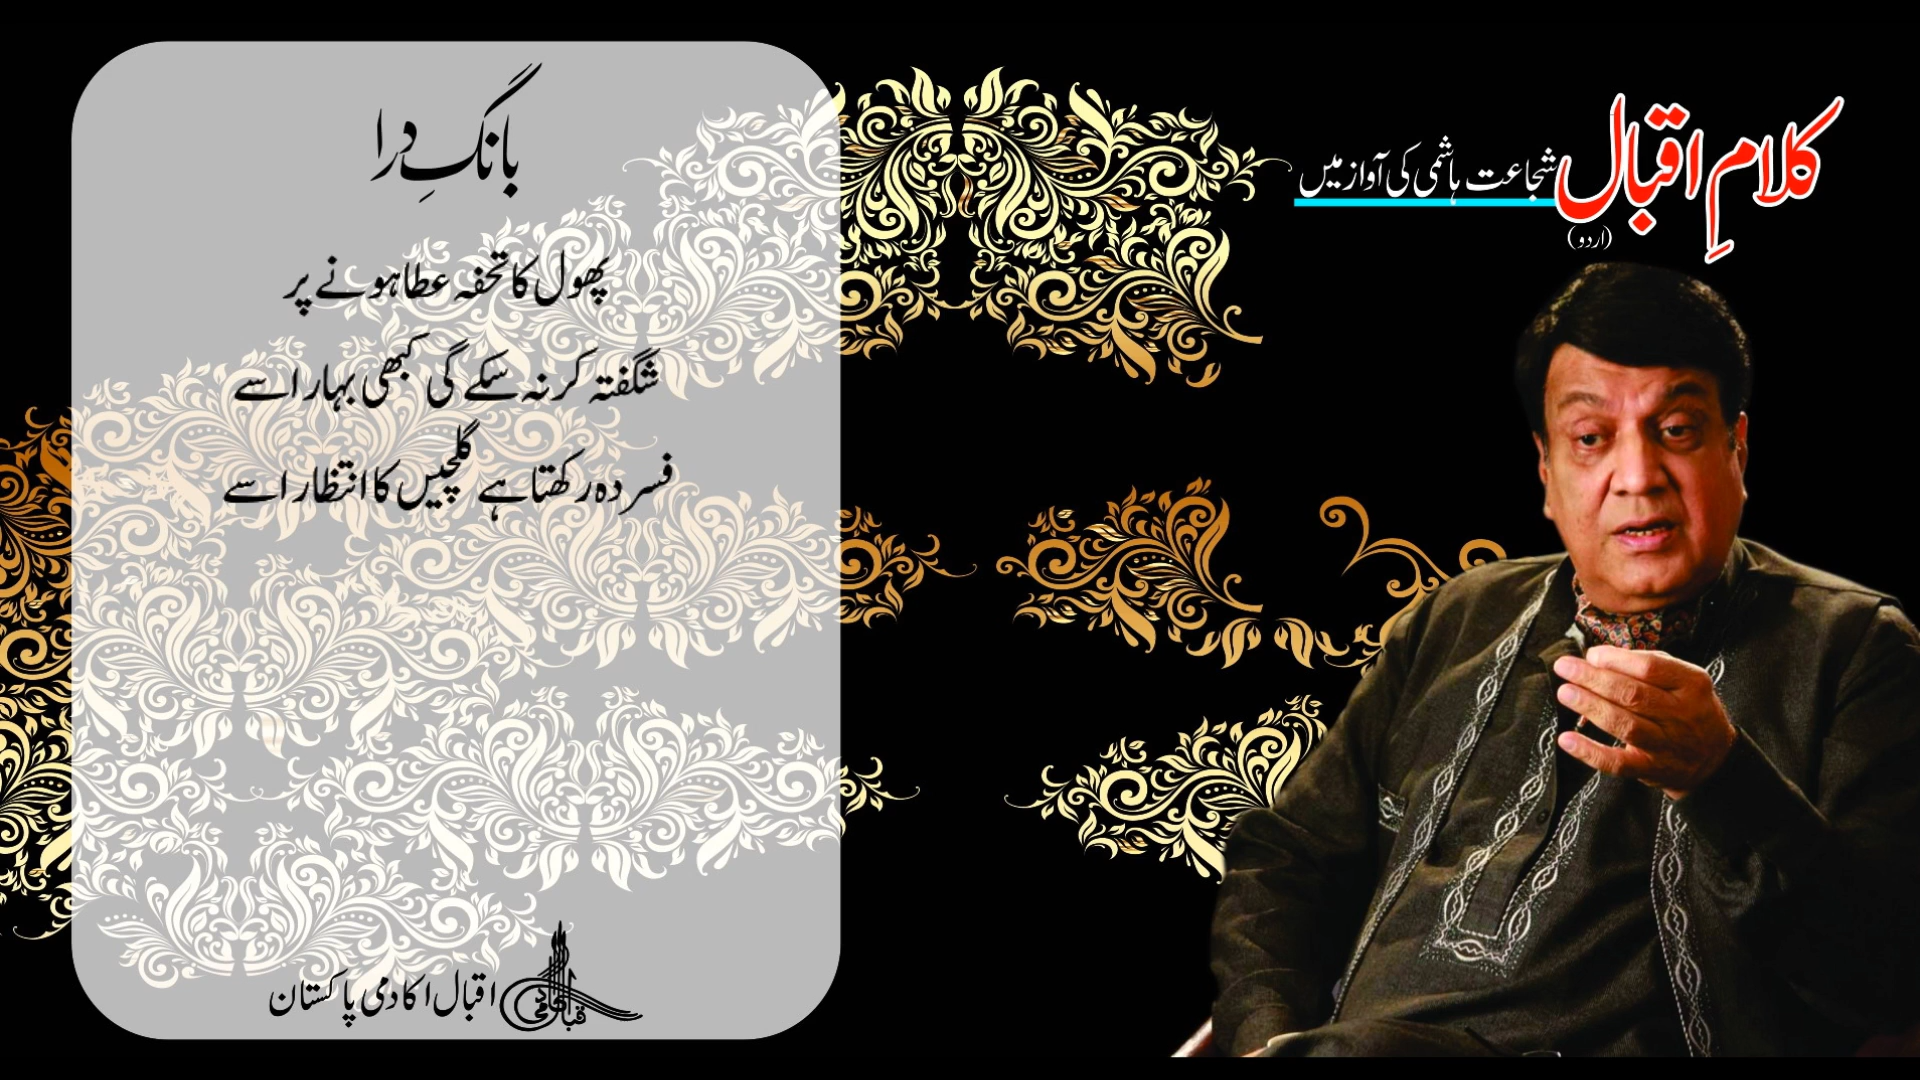 کلامِ اقبال شجاعت ہاشمی کی آواز میں
(اردو)
بانگِ درا
پھول کا تحفہ عطا ہونے پر
شگفتہ کر نہ سکے گی کبھی بہار اسے
فسردہ رکھتا ہے گلچیں کا انتظار اسے
اقبال اکادمی پاکستان